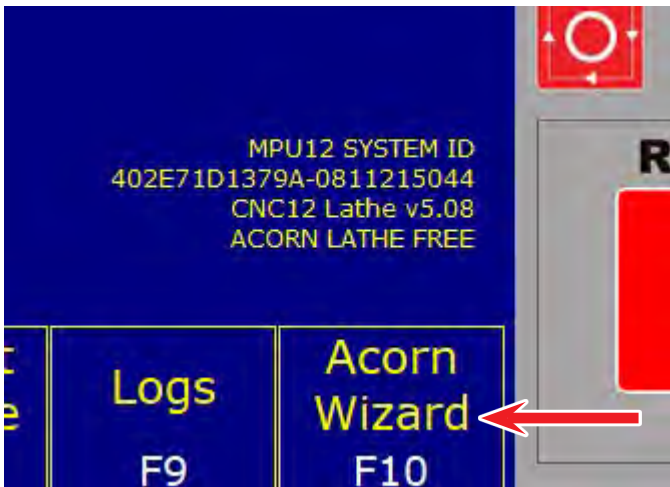 MPU12 SYSTEM ID
402E71D1379A-0811215044
CNC12 Lathe v5.08
ACORN LATHE FREE
Logs
F9
Acorn
Wizard
F10